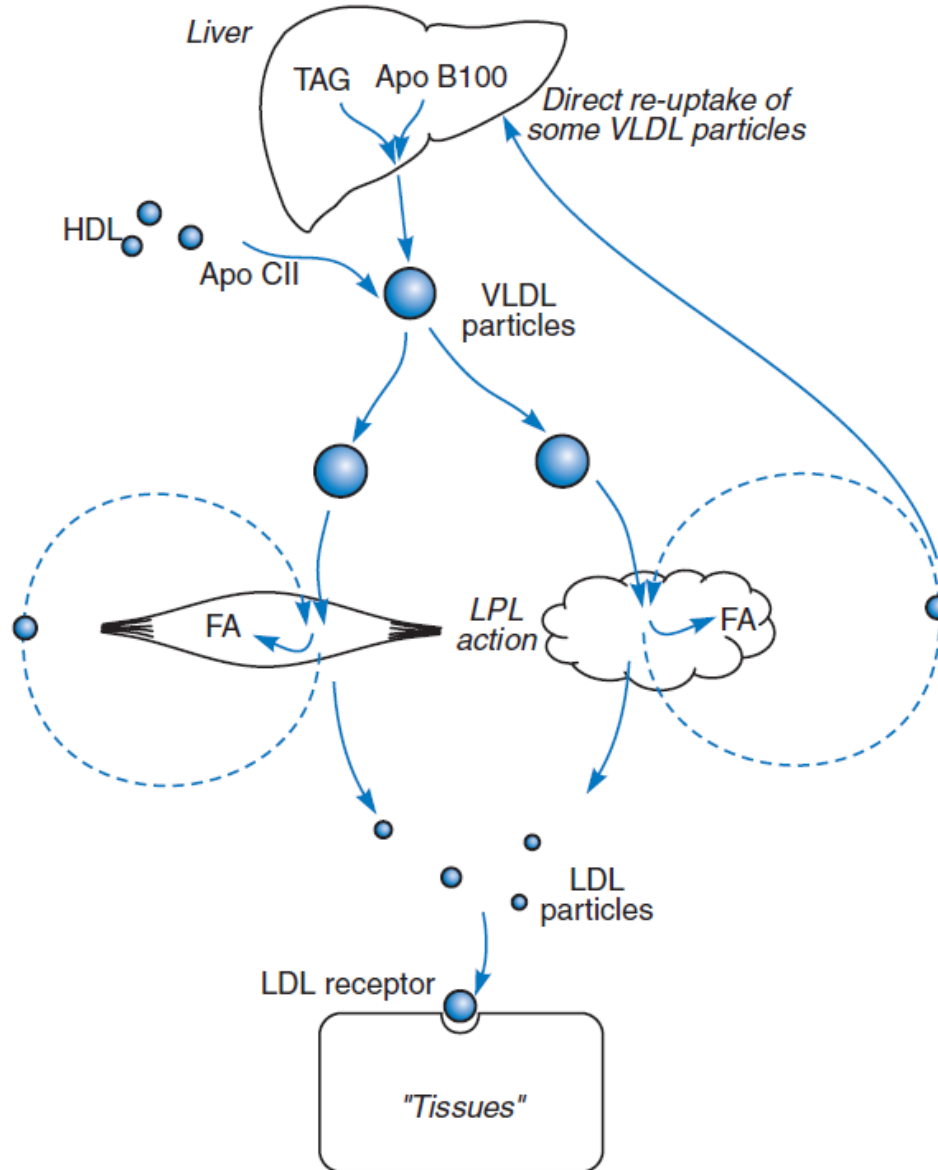 Liver
TAG
Apo B100
Direct re-uptake of
some VLDL particles
HDL
Apo CII
VLDL
particles
FA
LPL
action
FA
LDL
particles
LDL receptor
"Tissues"